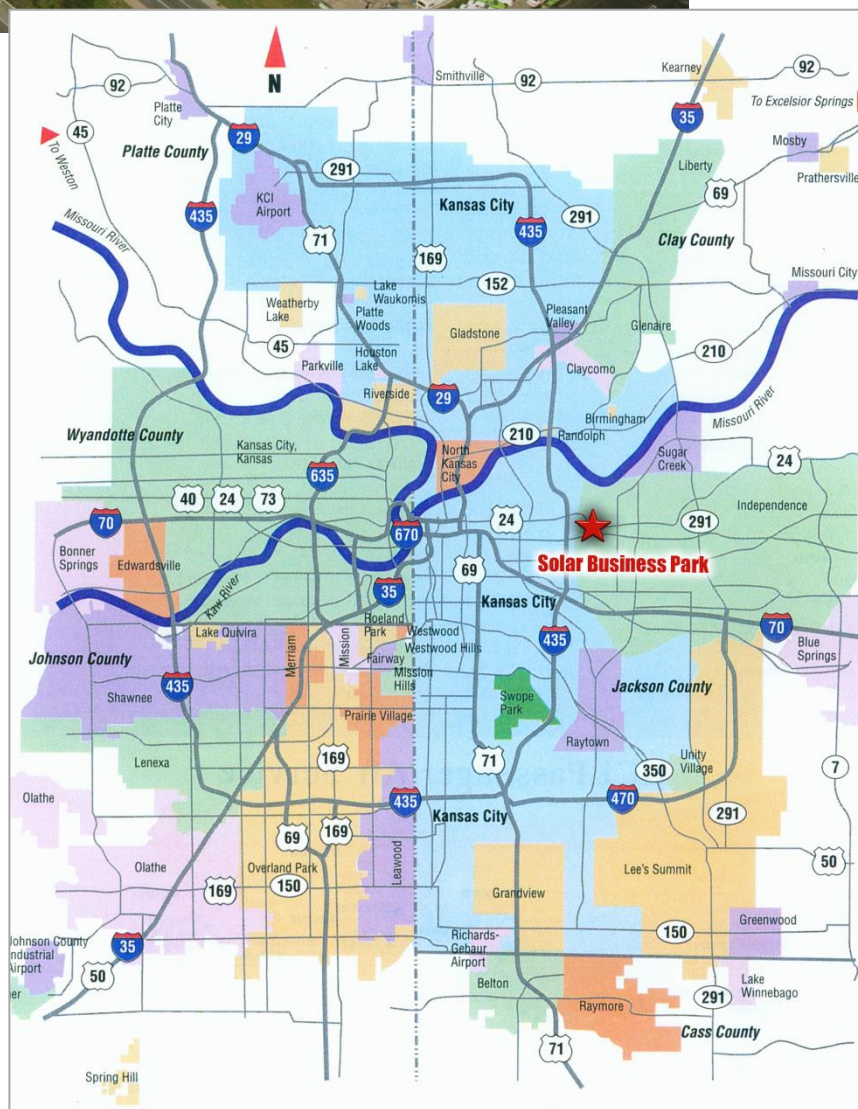 N
92
Platte City
Smithville
92
Kearney
92
To Excelsior Springs
45
To Weston
Platte County
29
35
Mosby
Prathersville
Liberty
69
291
KCI Airport
Kansas City
435
71
169
435
291
Clay County
Missouri River
152
Missouri City
Weatherby Lake
Lake Waukomis
Platte Woods
Houston Lake
Gladstone
Pleasant Valley
Glenaire
45
Parkville
Claycomo
210
Riverside
29
Birmingham
Missouri River
Wyandotte County
Kansas City, Kansas
210
Randolph
Sugar Creek
24
635
North Kansas City
40
24
73
Independence
70
670
24
291
Bonner Springs
Edwardsville
Solar Business Park
69
Kaw River
35
Kansas City
Roeland Park
Westwood
435
70
Lake Quivira
Merriam
Mission
Fairway
Westwood Hills
Blue Springs
Johnson County
Mission Hills
Shawnee
435
Swope Park
Jackson County
Prairie Village
Raytown
Lenexa
169
71
350
Unity Village
7
Olathe
435
470
Kansas City
291
69
169
Leawood
Olathe
Overland Park
Lee's Summit
50
169
150
Grandview
Greenwood
Johnson County
Industrial
Airport
35
Richards-Gebaur Airport
150
50
Belton
Raymore
291
Lake Winnebago
Cass County
71
Spring Hill